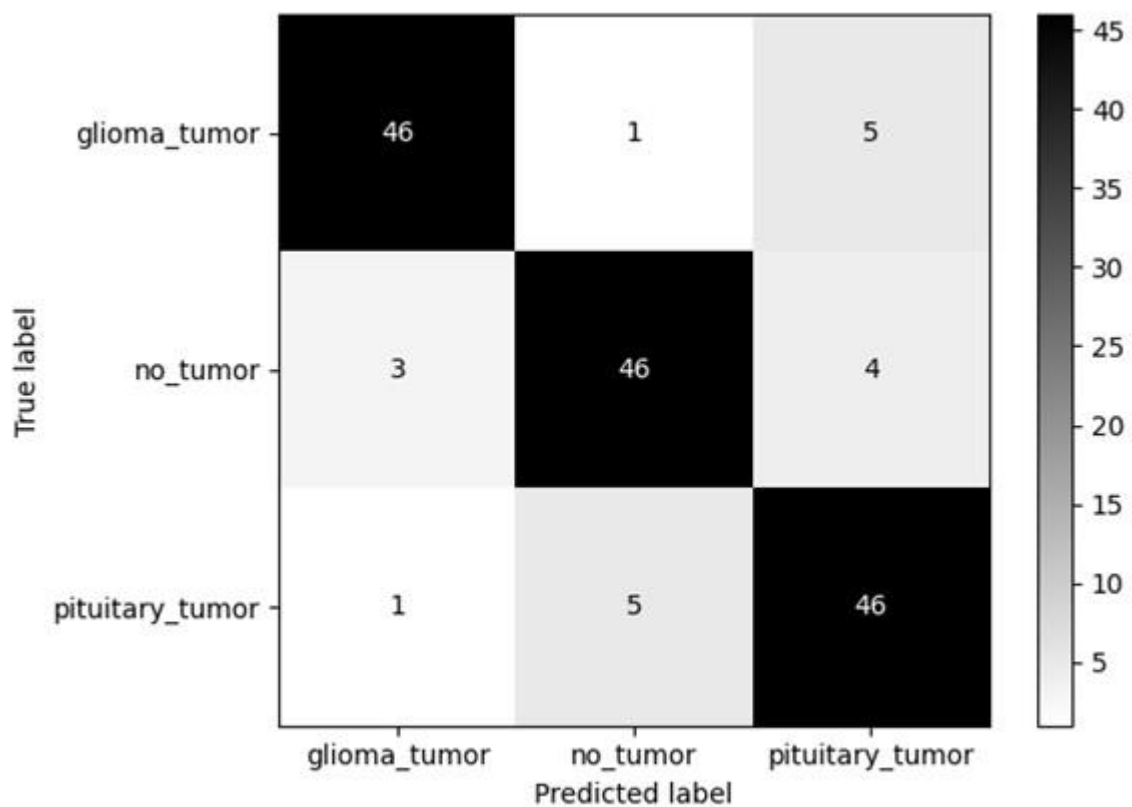 45
40
35
30
25
20
15
10
5
True label
glioma_tumor
46 1 5
no_tumor
3 46 4
pituitary_tumor
1 5 46
glioma_tumor no_tumor pituitary_tumor
Predicted label